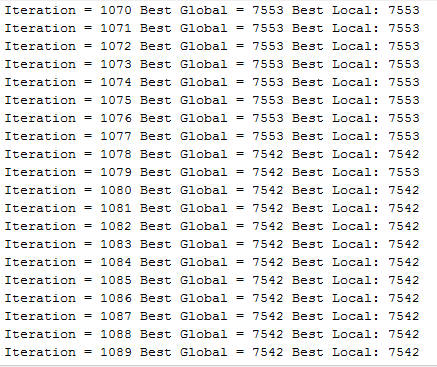 Iteration = 1070 Best Global = 7553 Best Local: 7553
Iteration = 1071 Best Global = 7553 Best Local: 7553
Iteration = 1072 Best Global = 7553 Best Local: 7553
Iteration = 1073 Best Global = 7553 Best Local: 7553
Iteration = 1074 Best Global = 7553 Best Local: 7553
Iteration = 1075 Best Global = 7553 Best Local: 7553
Iteration = 1076 Best Global = 7553 Best Local: 7553
Iteration = 1077 Best Global = 7553 Best Local: 7553
Iteration = 1078 Best Global = 7542 Best Local: 7542
Iteration = 1079 Best Global = 7542 Best Local: 7553
Iteration = 1080 Best Global = 7542 Best Local: 7542
Iteration = 1081 Best Global = 7542 Best Local: 7542
Iteration = 1082 Best Global = 7542 Best Local: 7542
Iteration = 1083 Best Global = 7542 Best Local: 7542
Iteration = 1084 Best Global = 7542 Best Local: 7542
Iteration = 1085 Best Global = 7542 Best Local: 7542
Iteration = 1086 Best Global = 7542 Best Local: 7542
Iteration = 1087 Best Global = 7542 Best Local: 7542
Iteration = 1088 Best Global = 7542 Best Local: 7542
Iteration = 1089 Best Global = 7542 Best Local: 7542